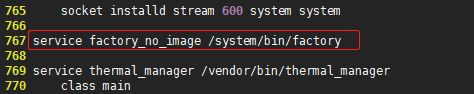 765     socket installd stream 600 system system
766
767 service factory_no_image /system/bin/factory
768
769 service thermal_manager /vendor/bin/thermal_manager
770     class main